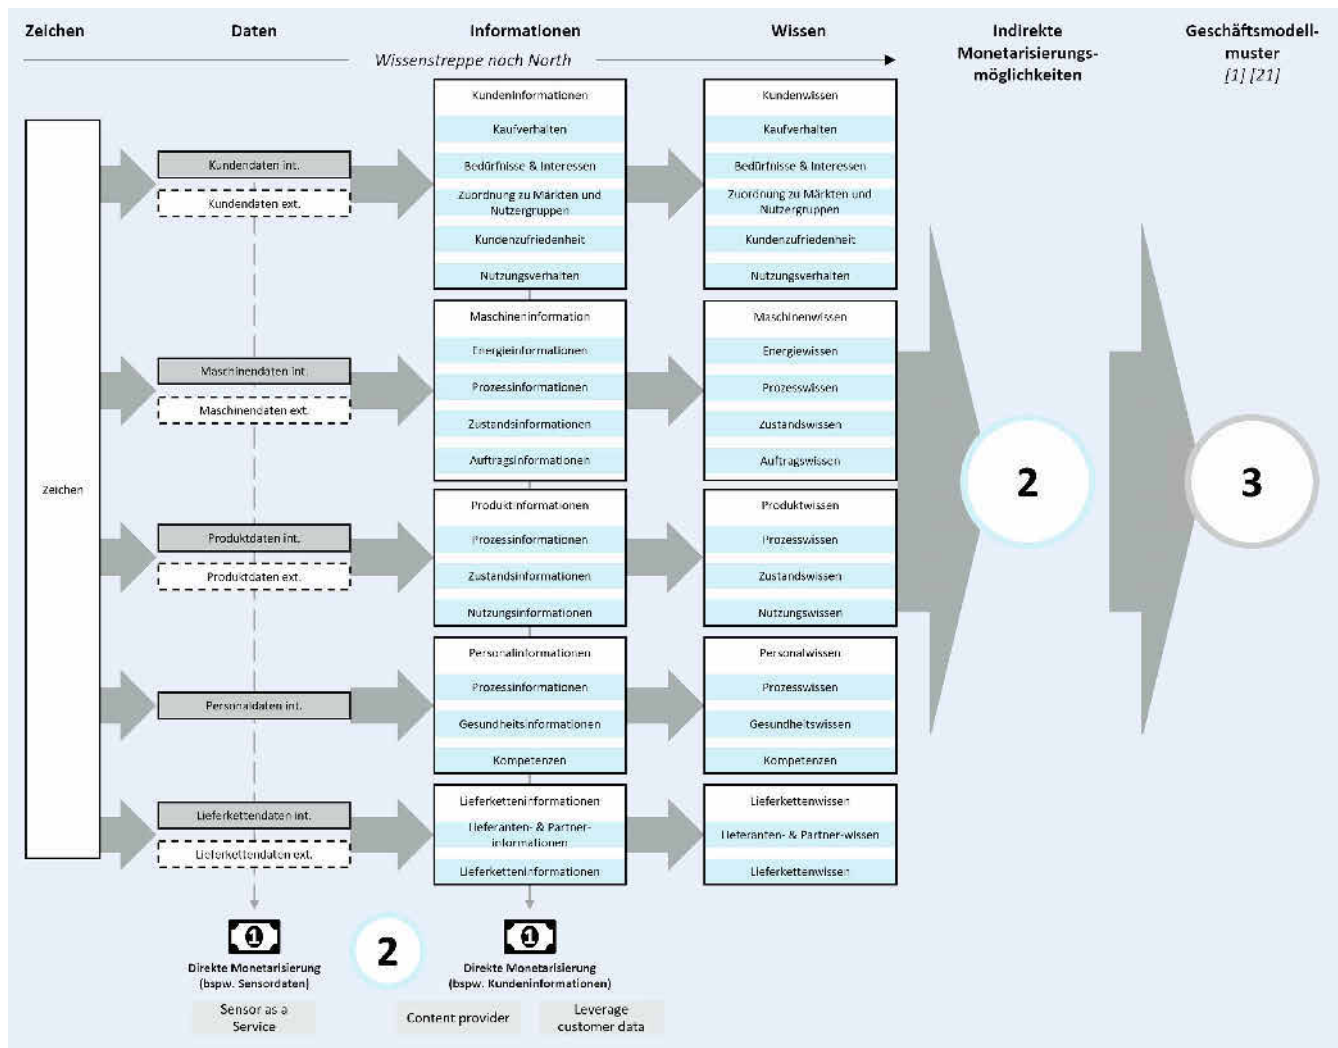 Zeichen
Daten
Informationen
Wissen
Indirekte
Monetarisierungs-
möglichkeiten
Geschäftsmodell-
muster
[1] [21]
Wissenstreppe nach North
Zeichen
Kundendaten int.
Kundendaten ext.
Maschinendaten int.
Maschinendaten ext.
Produktdaten int.
Produktdaten ext.
Personaldaten int.
Lieferkettendaten int.
Lieferkettendaten ext.
Kundeninformationen
Kaufverhalten
Bedürfnisse & Interessen
Zuordnung zu Märkten und
Nutzergruppen
Kundenzufriedenheit
Nutzungsverhalten
Maschineninformation
Energieinformationen
Prozessinformationen
Zustandsinformationen
Auftragsinformationen
Produktinformationen
Prozessinformationen
Zustandsinformationen
Nutzungsinformationen
Personalinformationen
Prozessinformationen
Gesundheitsinformationen
Kompetenzen
Lieferketteninformationen
Lieferanten- & Partner-
informationen
Lieferketteninformationen
Kundenwissen
Kaufverhalten
Bedürfnisse & Interessen
Zuordnung zu Märkten und
Nutzergruppen
Kundenzufriedenheit
Nutzungsverhalten
Maschinenwissen
Energiewissen
Prozesswissen
Zustandswissen
Auftragswissen
Produktwissen
Prozesswissen
Zustandswissen
Nutzungswissen
Personalwissen
Prozesswissen
Gesundheitswissen
Kompetenzen
Lieferkettenwissen
Lieferanten- & Partner-wissen
Lieferkettenwissen
2
3
1
Direkte Monetarisierung
(bspw. Sensordaten)
Sensor as a
Service
2
1
Direkte Monetarisierung
(bspw. Kundeninformationen)
Content provider
Leverage
customer data